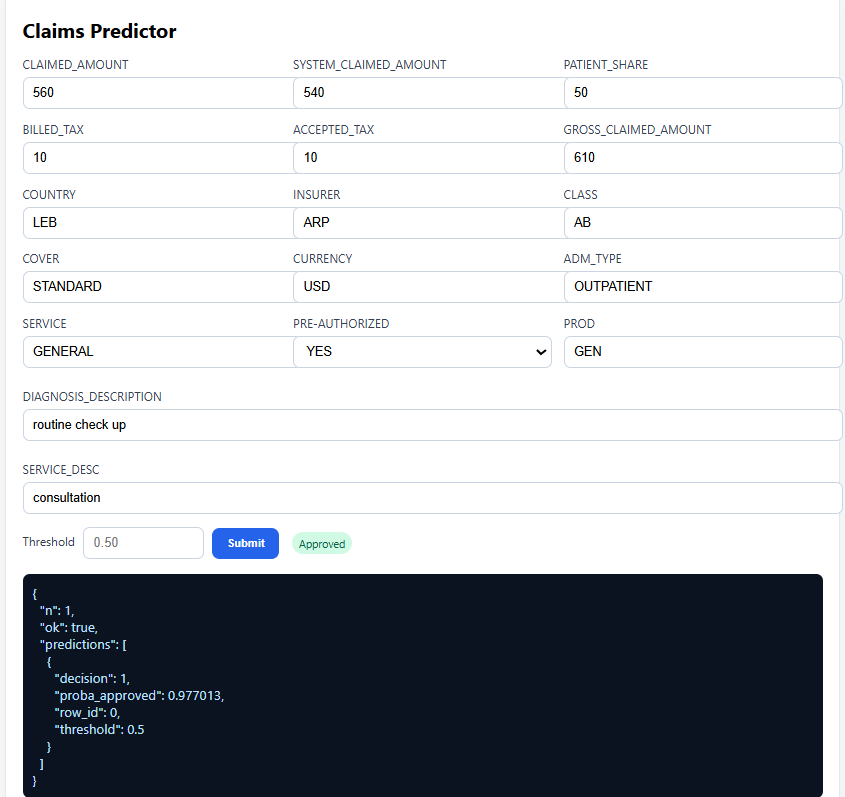 Claims Predictor
CLAIMED_AMOUNT SYSTEM_CLAIMED_AMOUNT PATIENT_SHARE
560 540 50
BILLED_TAX ACCEPTED_TAX GROSS_CLAIMED_AMOUNT
10 10 610
COUNTRY INSURER CLASS
LEB ARP AB
COVER CURRENCY ADM_TYPE
STANDARD USD OUTPATIENT
SERVICE PRE-AUTHORIZED PROD
GENERAL YES GEN
DIAGNOSIS_DESCRIPTION
routine check up
SERVICE_DESC
consultation
Threshold 0.50 Submit Approved
{
"n": 1,
"ok": true,
"predictions": [
{
"decision": 1,
"proba_approved": 0.977013,
"row_id": 0,
"threshold": 0.5
}
]
}